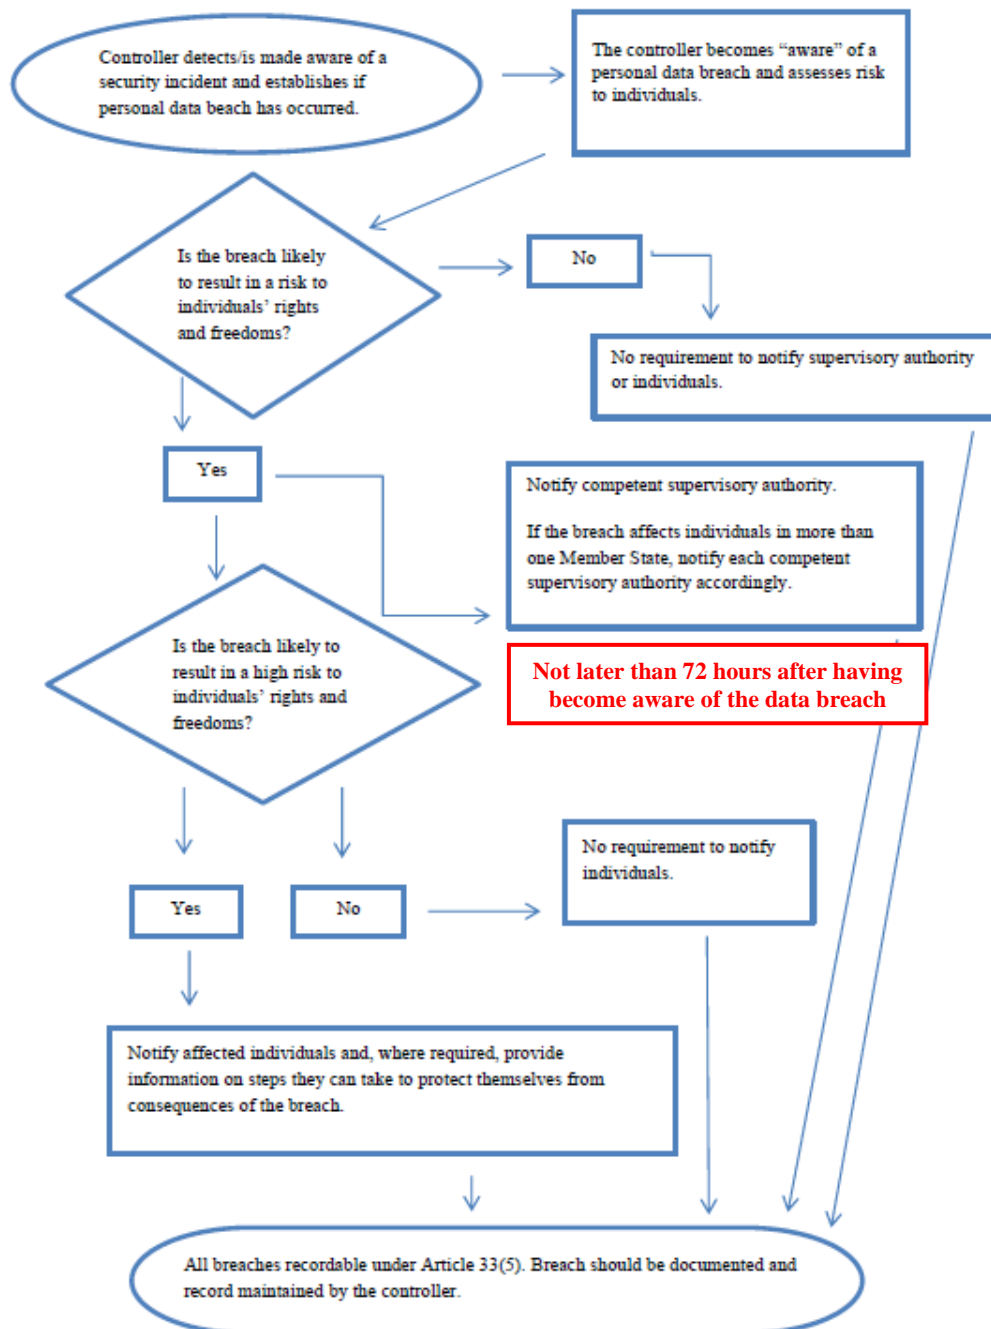 Controller detects/is made aware of a
security incident and establishes if
personal data beach has occurred.
The controller becomes “aware” of a
personal data breach and assesses risk
to individuals.
Is the breach likely
to result in a risk to
individuals’ rights
and freedoms?
No
No requirement to notify supervisory authority
or individuals.
Yes
Notify competent supervisory authority.
If the breach affects individuals in more than
one Member State, notify each competent
supervisory authority accordingly.
Not later than 72 hours after having
become aware of the data breach
Is the breach likely to
result in a high risk to
individuals’ rights and
freedoms?
Yes
No
No requirement to notify
individuals.
Notify affected individuals and, where required, provide
information on steps they can take to protect themselves from
consequences of the breach.
All breaches recordable under Article 33(5). Breach should be documented and
record maintained by the controller.